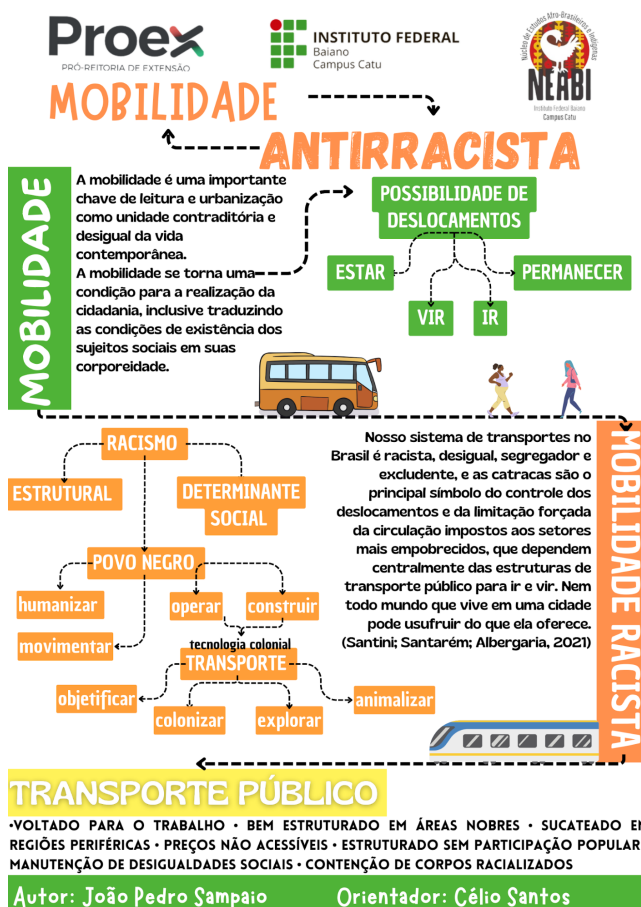 Proex
PRÓ-REITORIA DE EXTENSÃO
INSTITUTO FEDERAL
Baiano
Campus Catu
Núcleo de Estudos Afro-Brasileiros e Indígenas
NEABI
Instituto Federal Baiano
Campus Catu
MOBILIDADE
ANTIRRACISTA
MOBILIDADE
A mobilidade é uma importante
chave de leitura e urbanização
como unidade contraditória e
desigual da vida
contemporânea.
A mobilidade se torna uma
condição para a realização da
cidadania, inclusive traduzindo
as condições de existência dos
sujeitos sociais em suas
corporeidade.
POSSIBILIDADE DE
DESLOCAMENTOS
ESTAR
PERMANECER
VIR
IR
RACISMO
ESTRUTURAL
DETERMINANTE
SOCIAL
POVO NEGRO
humanizar
operar
construir
movimentar
tecnologia colonial
TRANSPORTE
objetificar
animalizar
colonizar
explorar
MOBILIDADE RACISTA
Nosso sistema de transportes no
Brasil é racista, desigual, segregador e
excludente, e as catracas são o
principal símbolo do controle dos
deslocamentos e da limitação forçada
da circulação impostos aos setores
mais empobrecidos, que dependem
centralmente das estruturas de
transporte público para ir e vir. Nem
todo mundo que vive em uma cidade
pode usufruir do que ela oferece.
(Santini; Santarém; Albergaria, 2021)
TRANSPORTE PÚBLICO
•VOLTADO PARA O TRABALHO • BEM ESTRUTURADO EM ÁREAS NOBRES • SUCATEADO EM
REGIÕES PERIFÉRICAS • PREÇOS NÃO ACESSÍVEIS • ESTRUTURADO SEM PARTICIPAÇÃO POPULAR
MANUTENÇÃO DE DESIGUALDADES SOCIAIS • CONTENÇÃO DE CORPOS RACIALIZADOS
Autor: João Pedro Sampaio
Orientador: Célio Santos